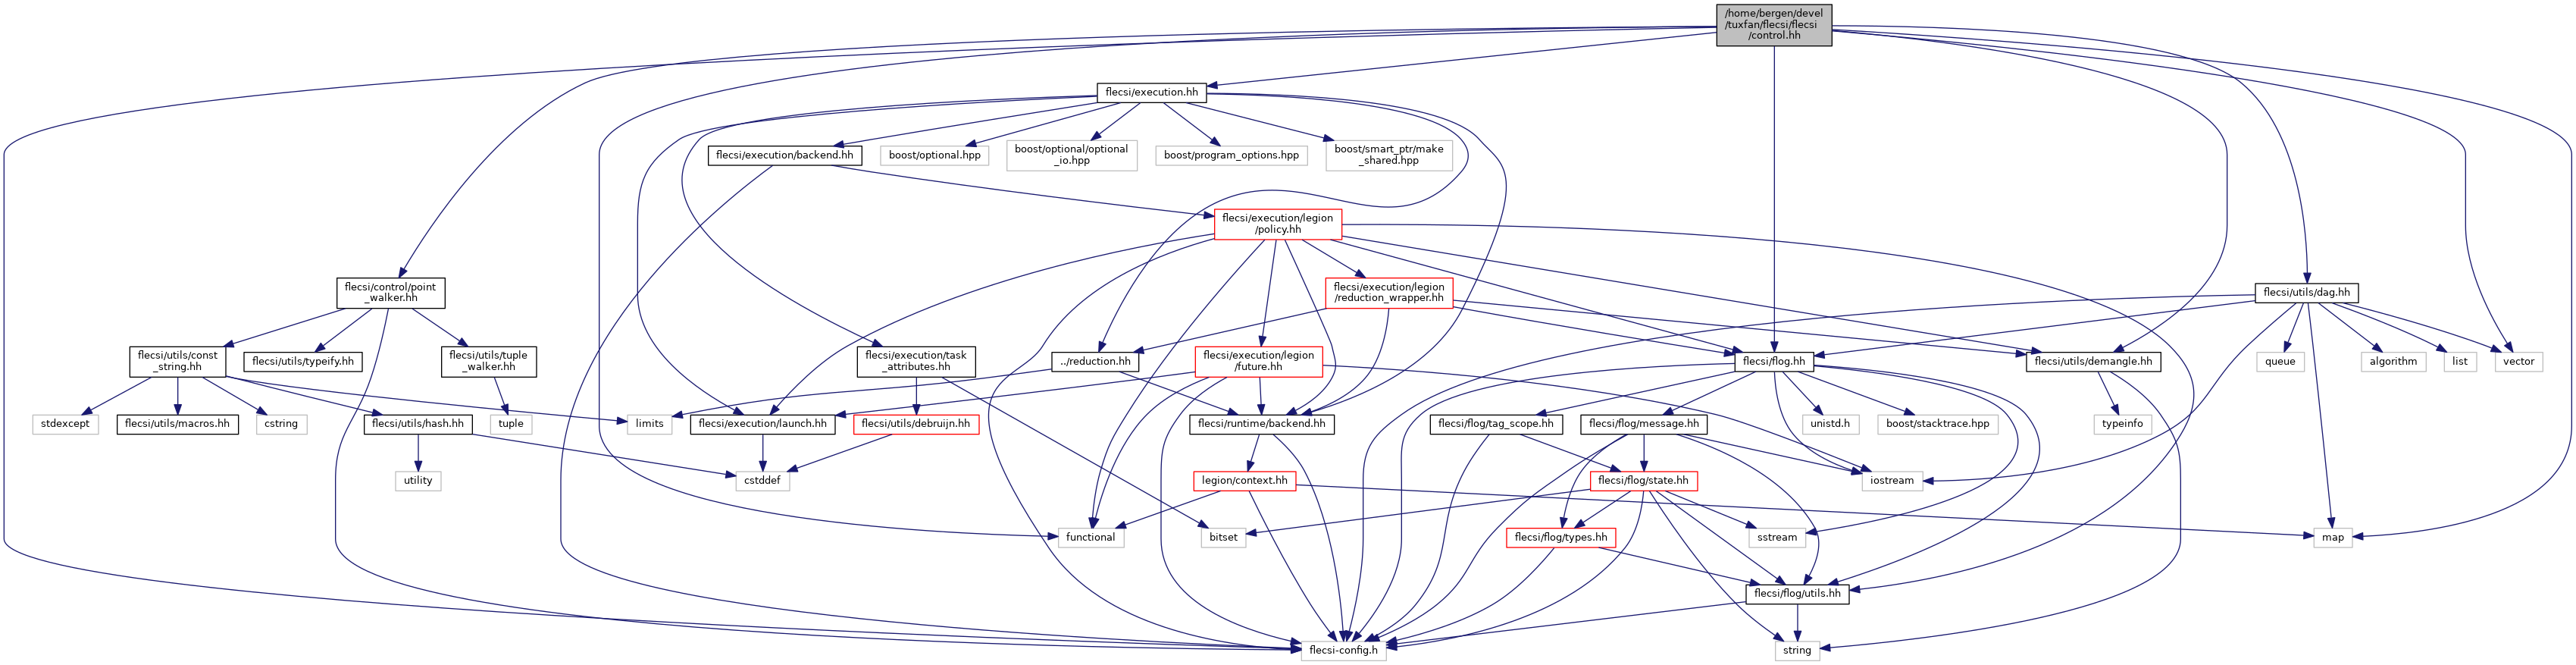 /home/bergen/devel
/tuxfan/flecsi/flecsi
/control.hh
flecsi/execution.hh
flecsi/execution/backend.hh
boost/optional.hpp
boost/optional/optional
_io.hpp
boost/program_options.hpp
boost/smart_ptr/make
_shared.hpp
flecsi/execution/legion
/policy.hh
flecsi/control/point
_walker.hh
flecsi/execution/legion
/reduction_wrapper.hh
flecsi/utils/dag.hh
flecsi/utils/const
_string.hh
flecsi/utils/typeify.hh
flecsi/utils/tuple
_walker.hh
flecsi/execution/task
_attributes.hh
../reduction.hh
flecsi/execution/legion
/future.hh
flecsi/flog.hh
flecsi/utils/demangle.hh
queue
algorithm
list
vector
stdexcept
flecsi/utils/macros.hh
cstring
flecsi/utils/hash.hh
tuple
limits
flecsi/execution/launch.hh
flecsi/utils/debruijn.hh
flecsi/runtime/backend.hh
flecsi/flog/tag_scope.hh
flecsi/flog/message.hh
unistd.h
boost/stacktrace.hpp
typeinfo
utility
cstddef
legion/context.hh
flecsi/flog/state.hh
iostream
functional
bitset
flecsi/flog/types.hh
sstream
map
flecsi/flog/utils.hh
flecsi-config.h
string